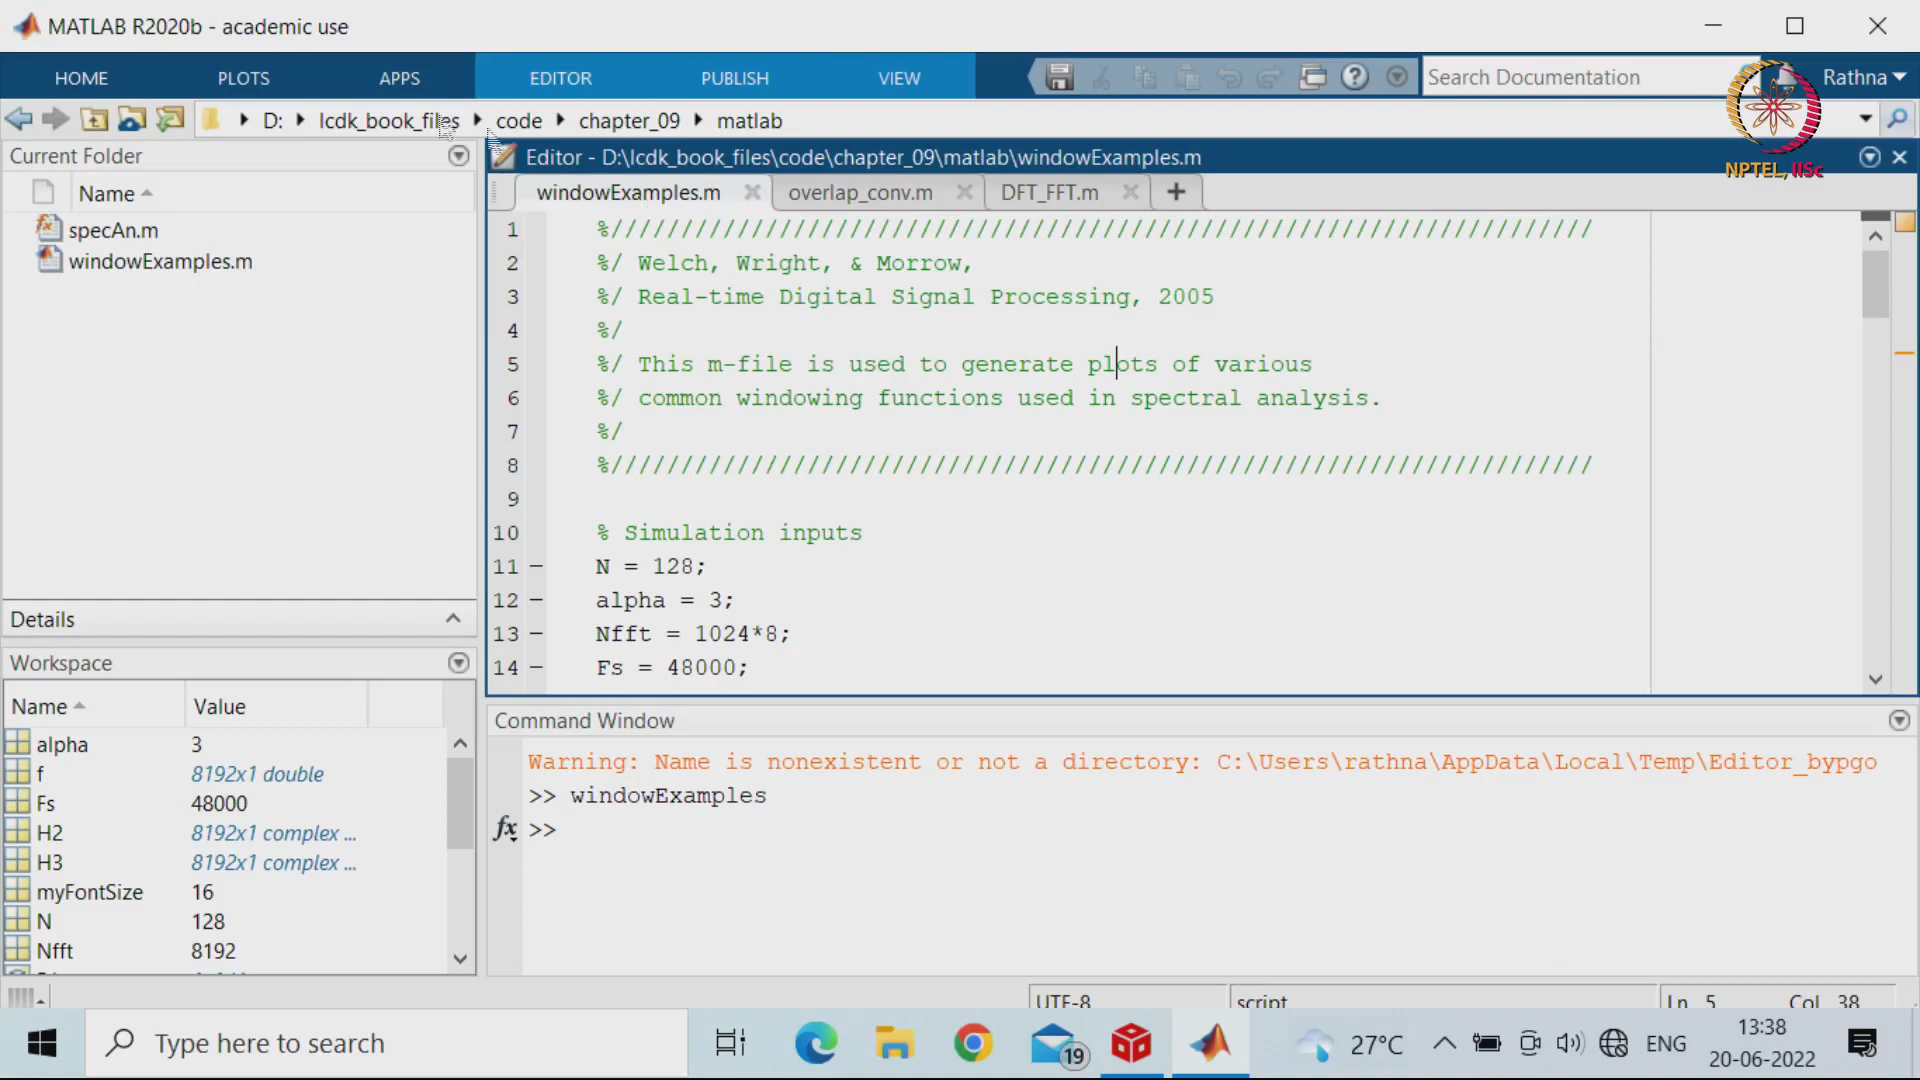 MATLAB R2020b - academic use
HOME PLOTS APPS EDITOR PUBLISH VIEW Search Documentation Rathna
D: lcdk_book_files code chapter_09 matlab
NPTEL, IISc
Current Folder
Name
specAn.m
windowExamples.m
Details
Workspace
Name Value
alpha 3
f 8192x1 double
Fs 48000
H2 8192x1 complex ...
H3 8192x1 complex ...
myFontSize 16
N 128
Nfft 8192
Editor - D:\lcdk_book_files\code\chapter_09\matlab\windowExamples.m
windowExamples.m overlap_conv.m DFT_FFT.m
1 %//////////////////////////////////////////////////////////////////////
2 %/ Welch, Wright, & Morrow,
3 %/ Real-time Digital Signal Processing, 2005
4 %/
5 %/ This m-file is used to generate plots of various
6 %/ common windowing functions used in spectral analysis.
7 %/
8 %//////////////////////////////////////////////////////////////////////
9
10 % Simulation inputs
11 - N = 128;
12 - alpha = 3;
13 - Nfft = 1024*8;
14 - Fs = 48000;
Command Window
Warning: Name is nonexistent or not a directory: C:\Users\rathna\AppData\Local\Temp\Editor_bypgo
>> windowExamples
fx >>
UTF-8 script Ln 5 Col 38
Type here to search 19 27°C ENG 13:38
20-06-2022